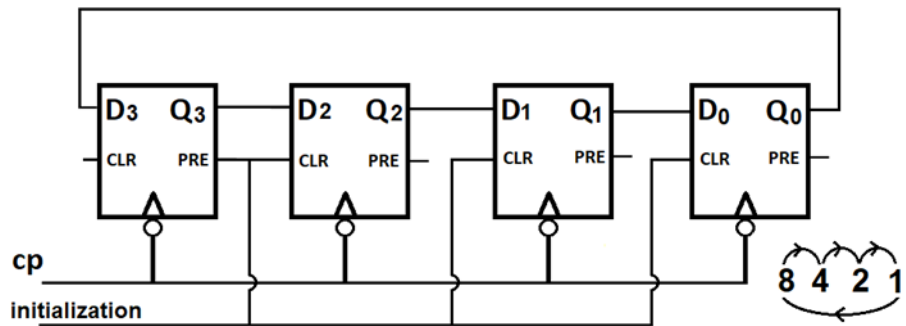 D3 Q3 D2 Q2 D1 Q1 D0 Q0
CLR PRE CLR PRE CLR PRE CLR PRE
cp
8 4 2 1
initialization